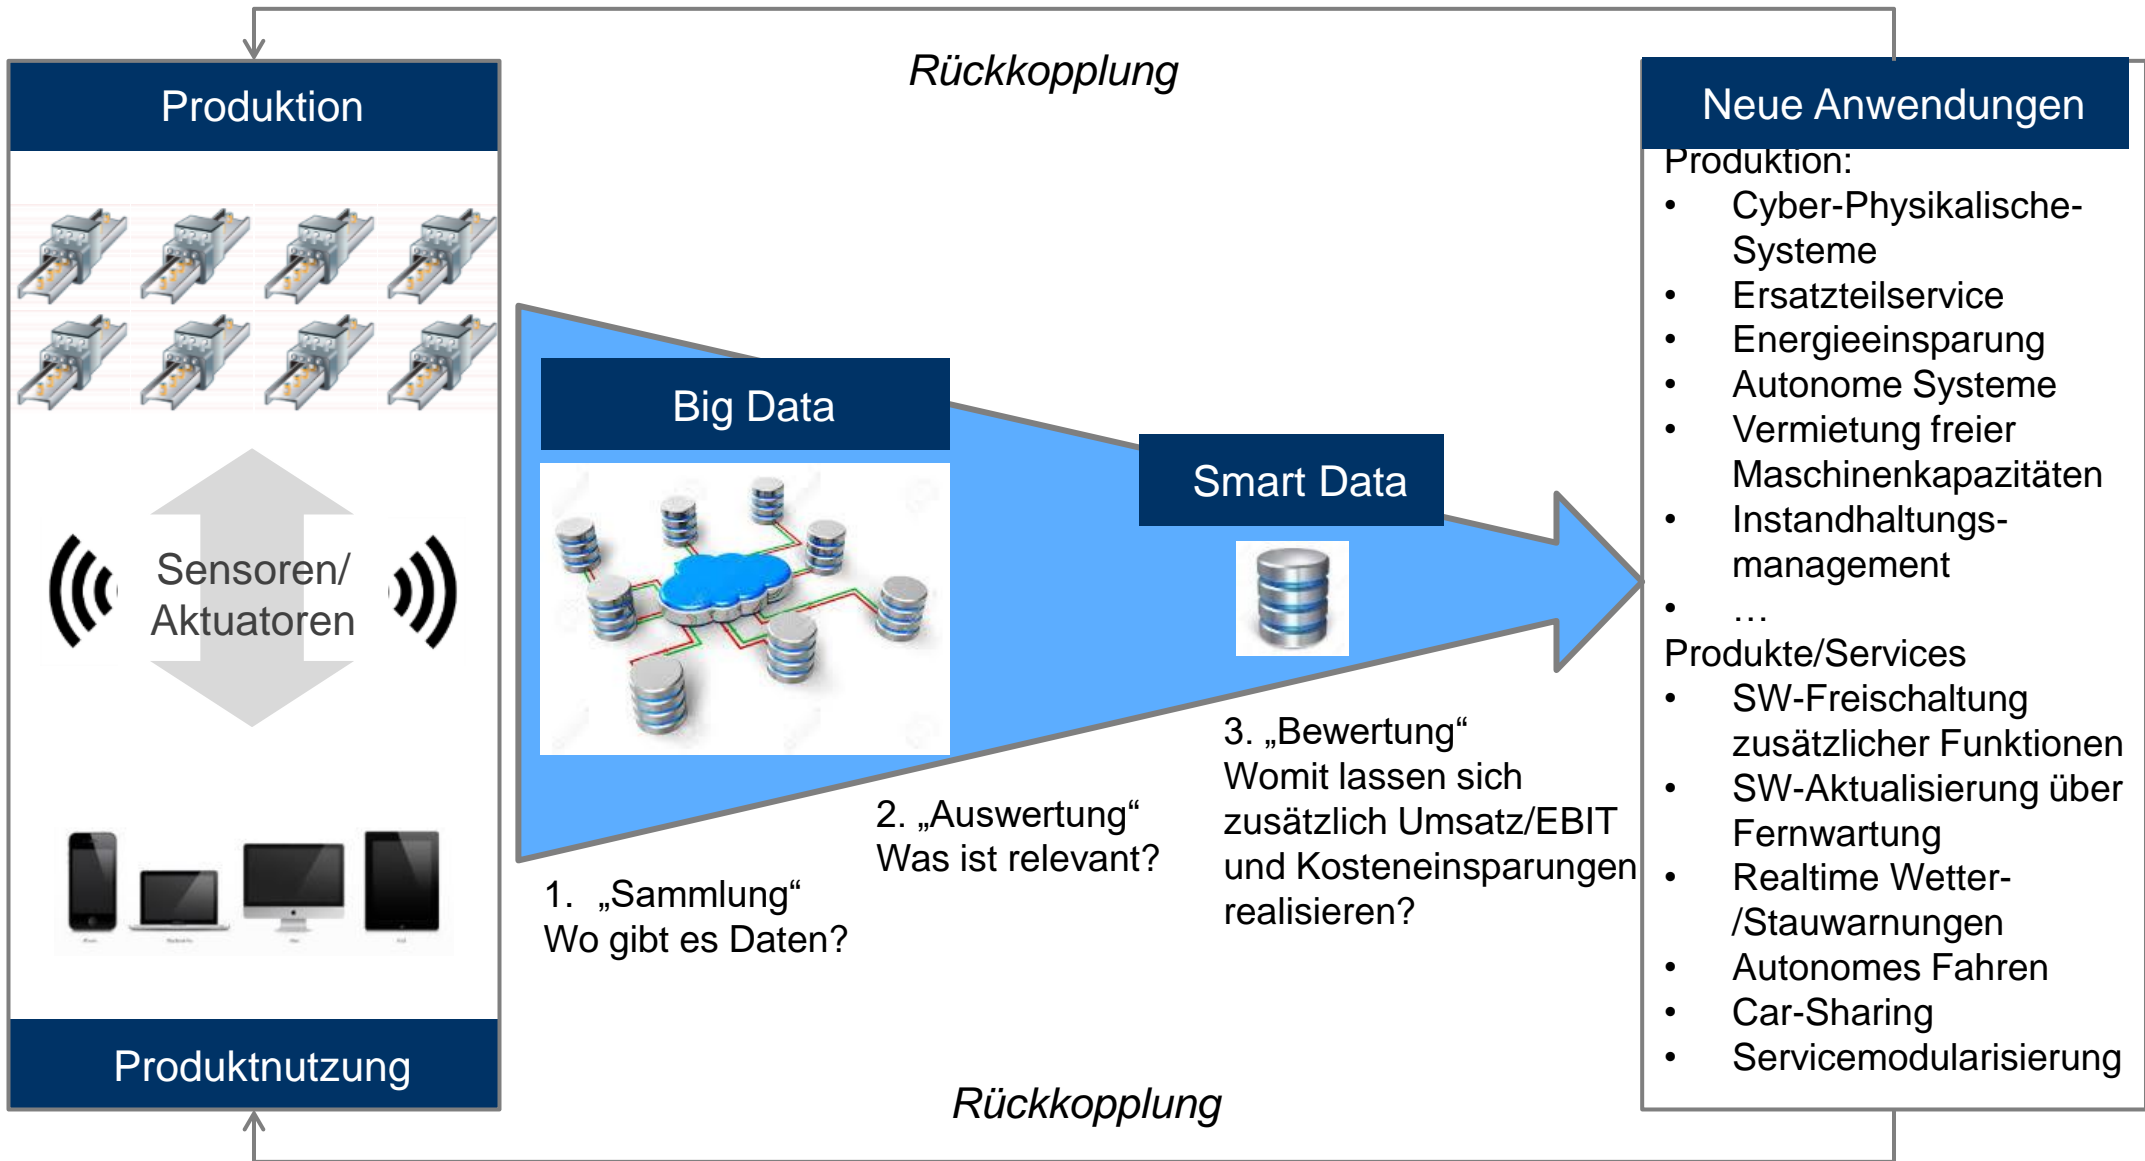 Rückkopplung
Produktion
Sensoren/
Aktuatoren
Produktnutzung
Big Data
Smart Data
1. „Sammlung“
Wo gibt es Daten?
2. „Auswertung“
Was ist relevant?
3. „Bewertung“
Womit lassen sich
zusätzlich Umsatz/EBIT
und Kosteneinsparungen
realisieren?
Neue Anwendungen
Produktion:
• Cyber-Physikalische-
Systeme
• Ersatzteilservice
• Energieeinsparung
• Autonome Systeme
• Vermietung freier
Maschinenkapazitäten
• Instandhaltungs-
management
• …
Produkte/Services
• SW-Freischaltung
zusätzlicher Funktionen
• SW-Aktualisierung über
Fernwartung
• Realtime Wetter-
/Stauwarnungen
• Autonomes Fahren
• Car-Sharing
• Servicemodularisierung
Rückkopplung